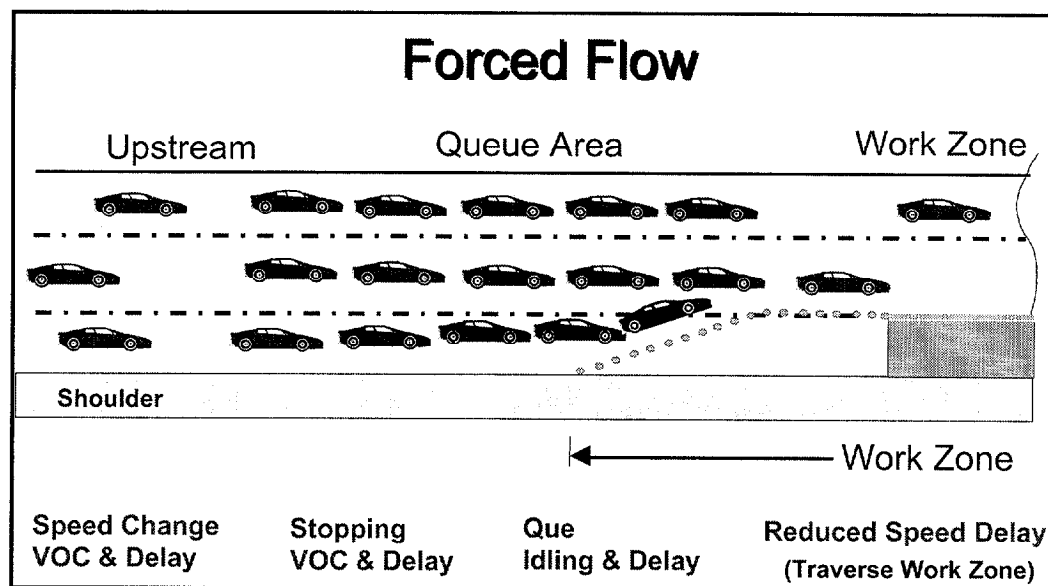 Forced Flow
Upstream Queue Area Work Zone
Shoulder
Work Zone
Speed Change
VOC & Delay
Stopping
VOC & Delay
Que
Idling & Delay
Reduced Speed Delay
(Traverse Work Zone)